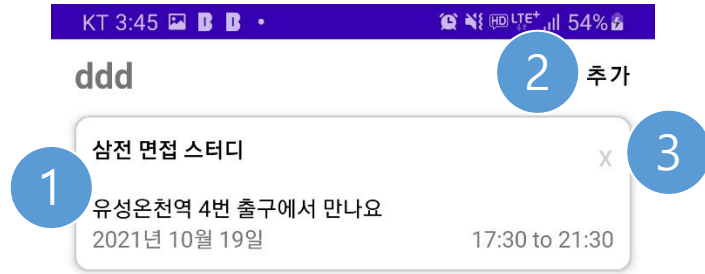 KT 3:45 B B •
HD LTE+ 54%
ddd
2 추가
삼전 면접 스터디
X 3
1
유성온천역 4번 출구에서 만나요
2021년 10월 19일 17:30 to 21:30